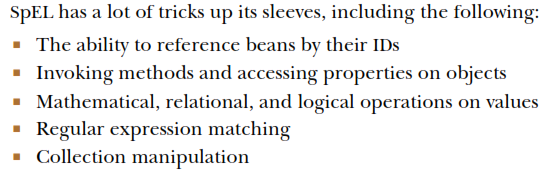 SpEL has a lot of tricks up its sleeves, including the following:
▪ The ability to reference beans by their IDs
▪ Invoking methods and accessing properties on objects
▪ Mathematical, relational, and logical operations on values
▪ Regular expression matching
▪ Collection manipulation